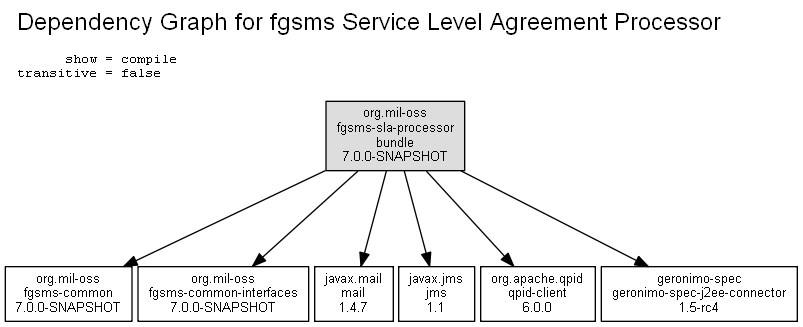 Dependency Graph for fgsms Service Level Agreement Processor
show = compile
transitive = false
org.mil-oss
fgsms-sla-processor
bundle
7.0.0-SNAPSHOT
org.mil-oss
fgsms-common
7.0.0-SNAPSHOT
org.mil-oss
fgsms-common-interfaces
7.0.0-SNAPSHOT
javax.mail
mail
1.4.7
javax.jms
jms
1.1
org.apache.qpid
qpid-client
6.0.0
geronimo-spec
geronimo-spec-j2ee-connector
1.5-rc4